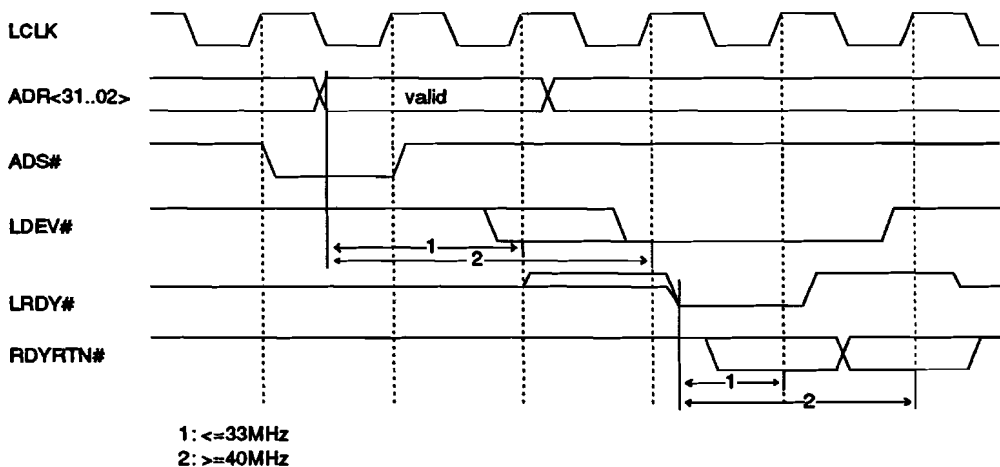 LCLK
ADR<31..02>
valid
ADS#
LDEV#
1
2
LRDY#
RDYRTN#
1
2
1: <=33MHz
2: >=40MHz